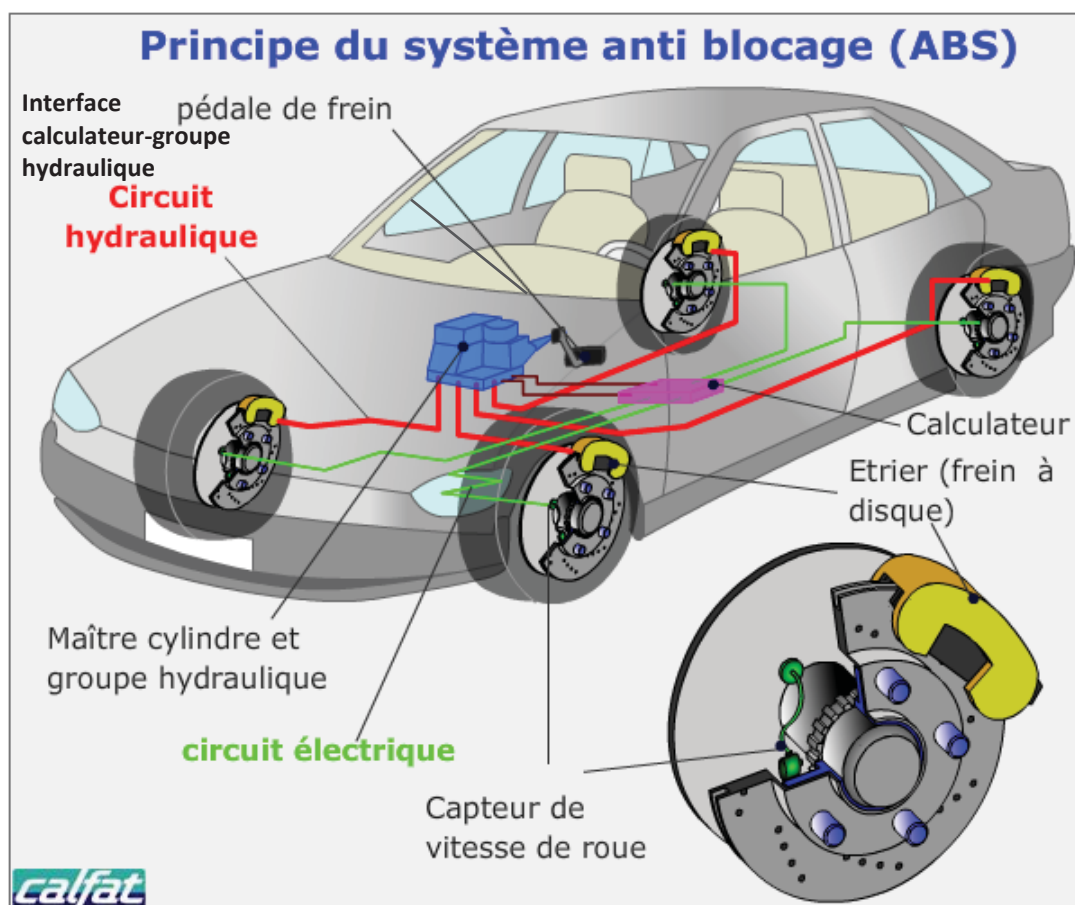 Principe du système anti blocage (ABS)
Interface
calculateur-groupe
hydraulique
pédale de frein
Circuit
hydraulique
Calculateur
Etrier (frein à
disque)
Maître cylindre et
groupe hydraulique
circuit électrique
Capteur de
vitesse de roue
calfat